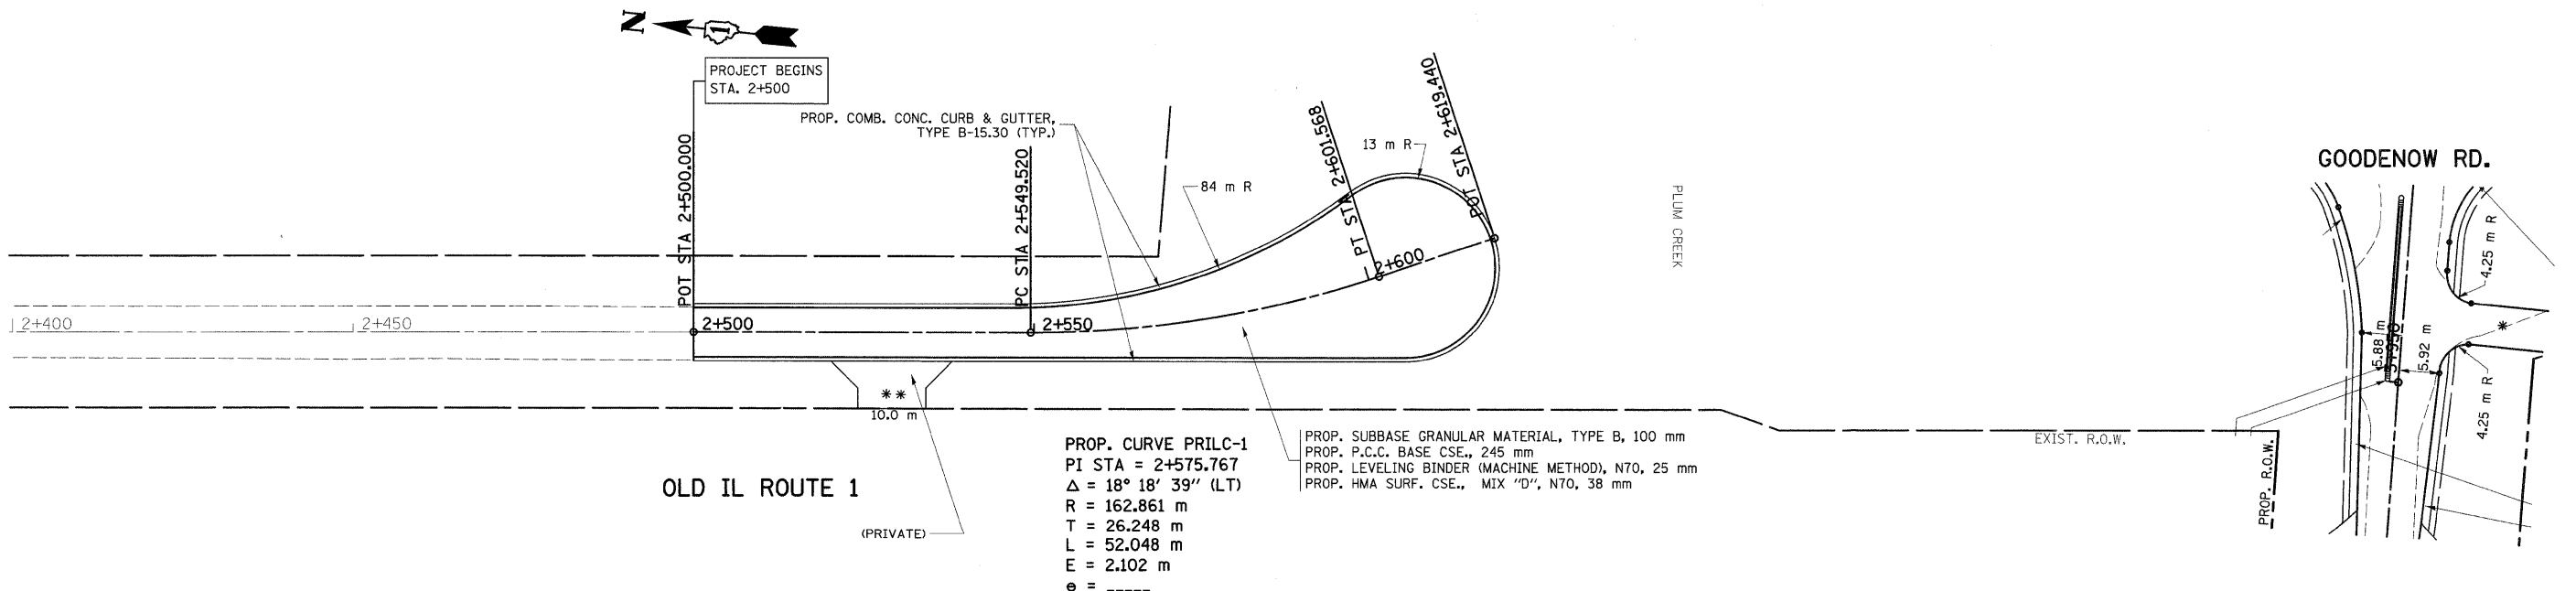 N
1
PROJECT BEGINS
STA. 2+500
PROP. COMB. CONC. CURB & GUTTER,
TYPE B-15.30 (TYP.)
POT STA 2+500.000
PC STA 2+549.520
84 m R
PT STA 2+601.568
13 m R
POT STA 2+619.440
PLUM CREEK
GOODENOW RD.
2+400
2+450
2+500
2+550
2+600
4.25 m R
5.88 m
5.92 m
*
4.25 m R
**
10.0 m
OLD IL ROUTE 1
(PRIVATE)
PROP. CURVE PRILC-1
PI STA = 2+575.767
Δ = 18° 18' 39" (LT)
R = 162.861 m
T = 26.248 m
L = 52.048 m
E = 2.102 m
e = -----
PROP. SUBBASE GRANULAR MATERIAL, TYPE B, 100 mm
PROP. P.C.C. BASE CSE., 245 mm
PROP. LEVELING BINDER (MACHINE METHOD), N70, 25 mm
PROP. HMA SURF. CSE., MIX "D", N70, 38 mm
EXIST. R.O.W.
PROP. R.O.W.